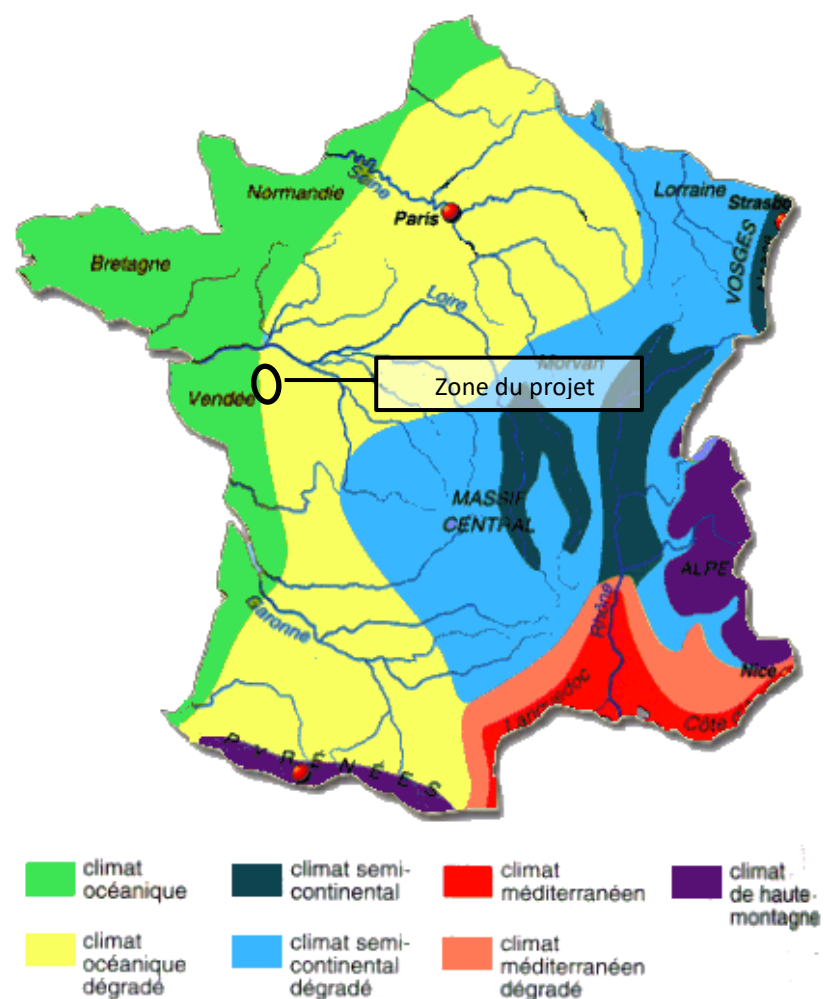 Normandie
Seine
Paris
Lorraine
Strasbo
VOSGES
Bretagne
Loire
Morvan
Zone du projet
Vendée
MASSIF
CENTRAL
ALPE
Rhône
Garonne
Nice
Languedoc
Côte d
PYRÉNÉES
climat
océanique
climat semi-
continental
climat
méditerranéen
climat
de haute
montagne
climat
océanique
dégradé
climat semi-
continental
dégradé
climat
méditerranéen
dégradé